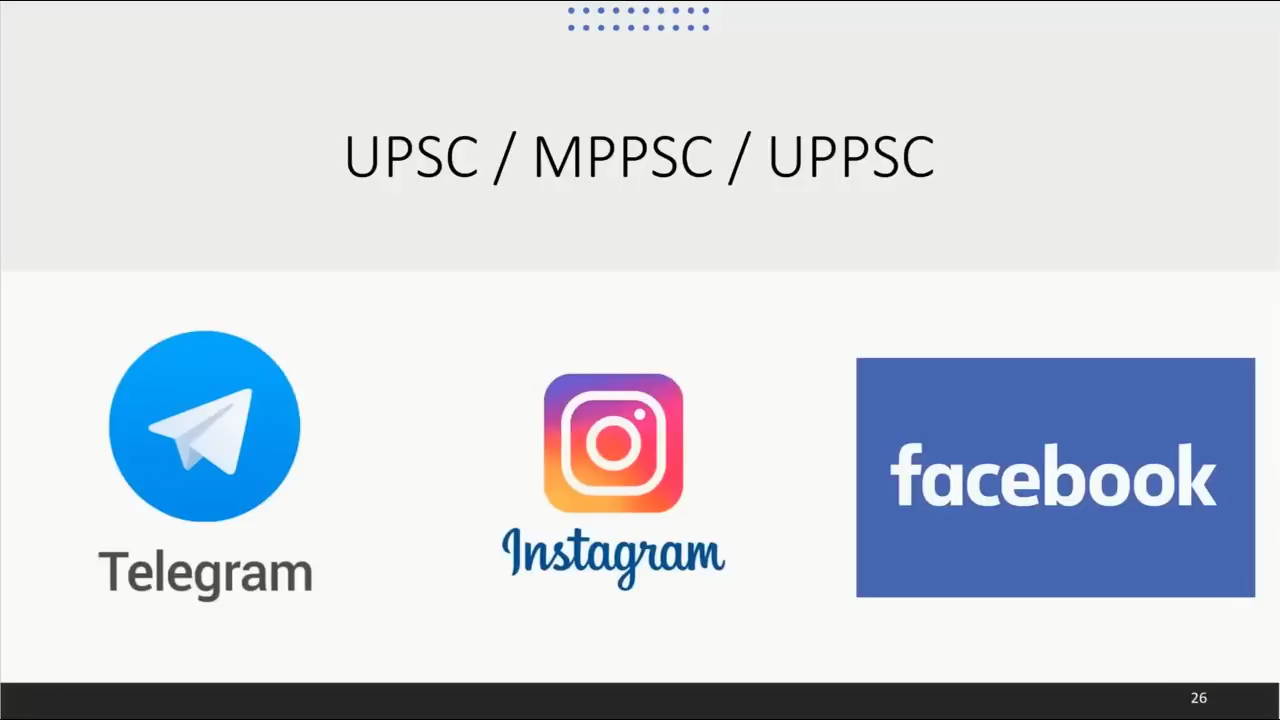 UPSC / MPPSC / UPPSC
Telegram
Instagram
facebook
26